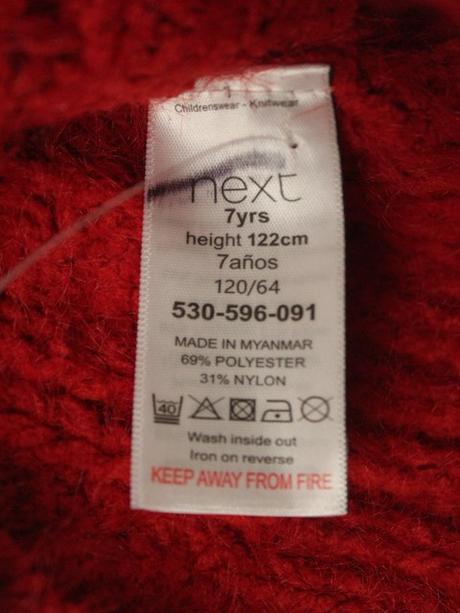 Childrenswear - Knitwear
next
7yrs
height 122cm
7años
120/64
530-596-091
MADE IN MYANMAR
69% POLYESTER
31% NYLON
40
Wash inside out
Iron on reverse
KEEP AWAY FROM FIRE